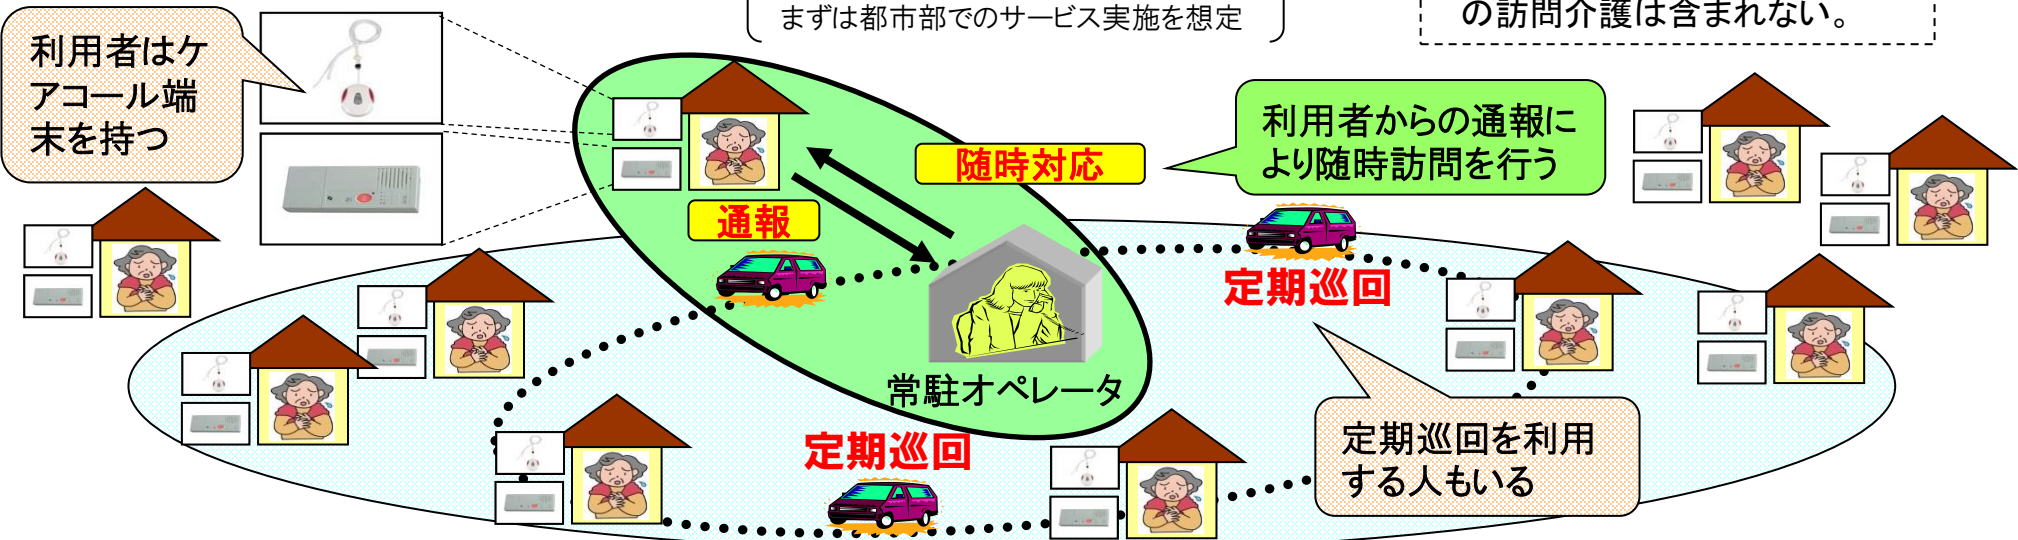 まずは都市部でのサービス実施を想定
の訪問介護は含まれない。
利用者はケ
アコール端
末を持つ
利用者からの通報に
より随時訪問を行う
随時対応
通報
定期巡回
常駐オペレータ
定期巡回
定期巡回を利用
する人もいる